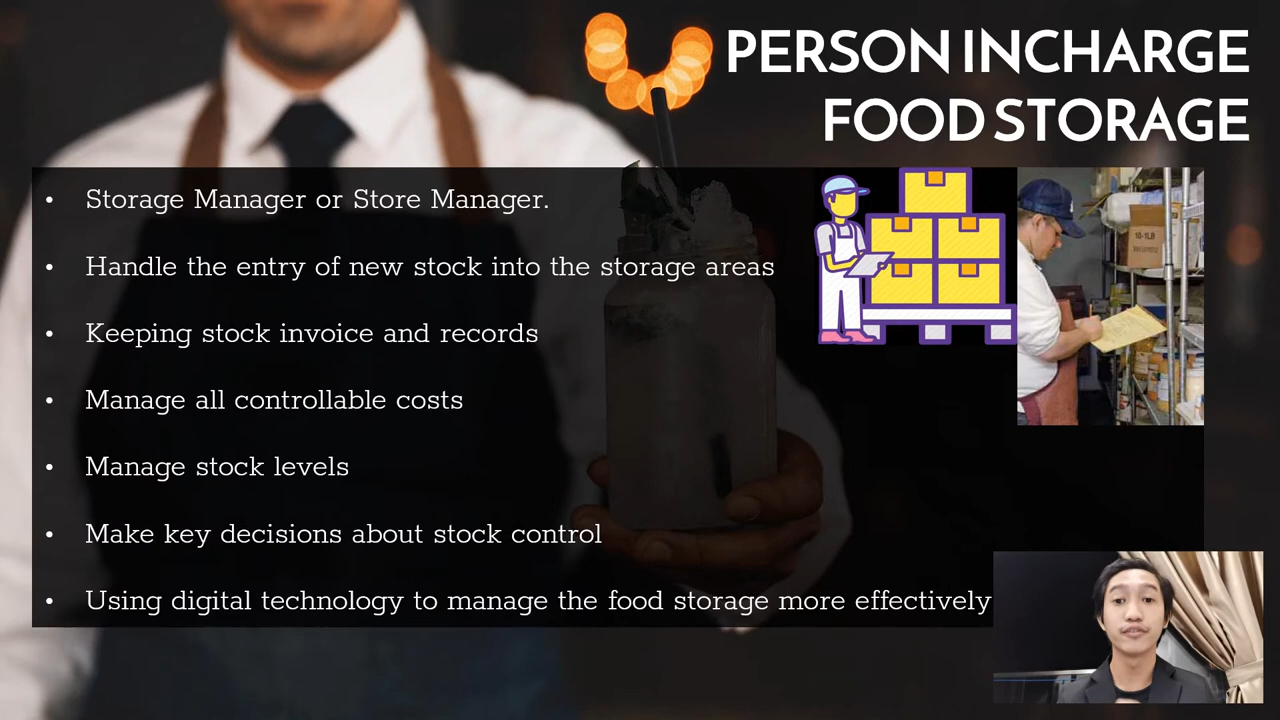 PERSON INCHARGE
FOOD STORAGE
• Storage Manager or Store Manager.
• Handle the entry of new stock into the storage areas
• Keeping stock invoice and records
• Manage all controllable costs
• Manage stock levels
• Make key decisions about stock control
• Using digital technology to manage the food storage more effectively
10-1LB